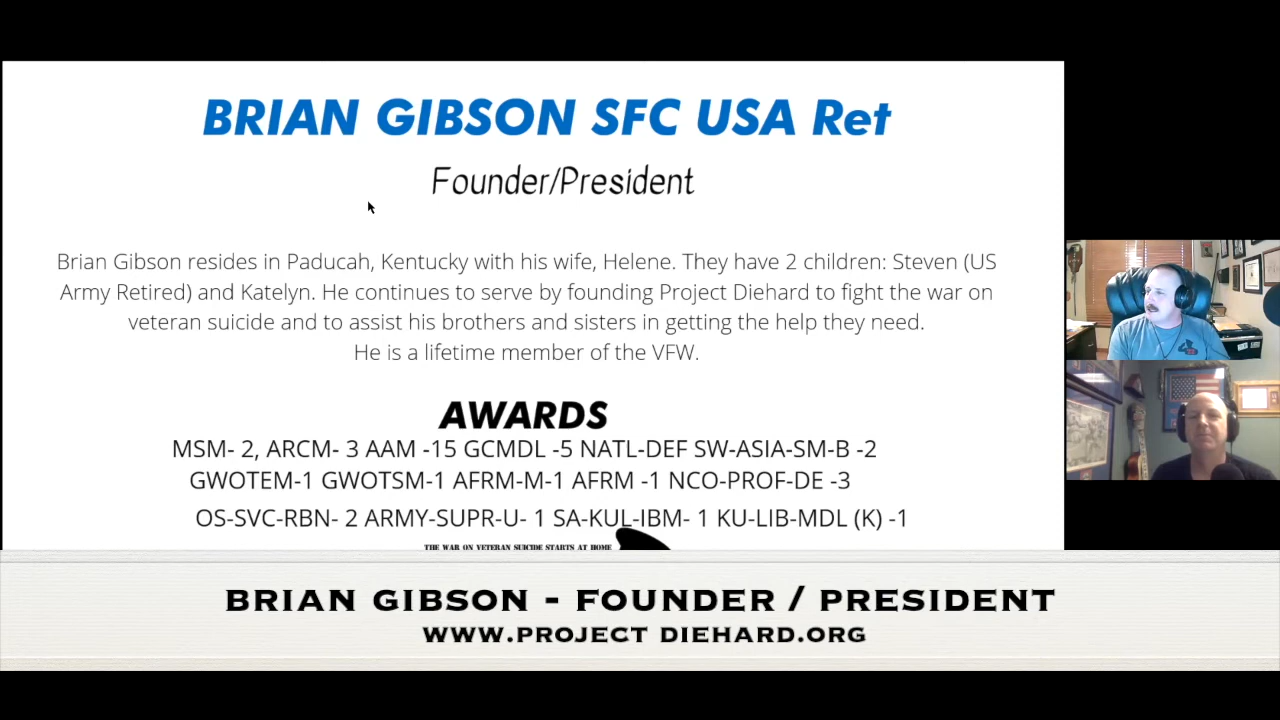 BRIAN GIBSON SFC USA Ret
Founder/President
Brian Gibson resides in Paducah, Kentucky with his wife, Helene. They have 2 children: Steven (US
Army Retired) and Katelyn. He continues to serve by founding Project Diehard to fight the war on
veteran suicide and to assist his brothers and sisters in getting the help they need.
He is a lifetime member of the VFW.
AWARDS
MSM- 2, ARCM- 3 AAM -15 GCMDL -5 NATL-DEF SW-ASIA-SM-B -2
GWOTEM-1 GWOTSM-1 AFRM-M-1 AFRM -1 NCO-PROF-DE -3
OS-SVC-RBN- 2 ARMY-SUPR-U- 1 SA-KUL-IBM- 1 KU-LIB-MDL (K) -1
THE WAR ON VETERAN SUICIDE STARTS AT HOME
BRIAN GIBSON - FOUNDER / PRESIDENT
WWW.PROJECT DIEHARD.ORG